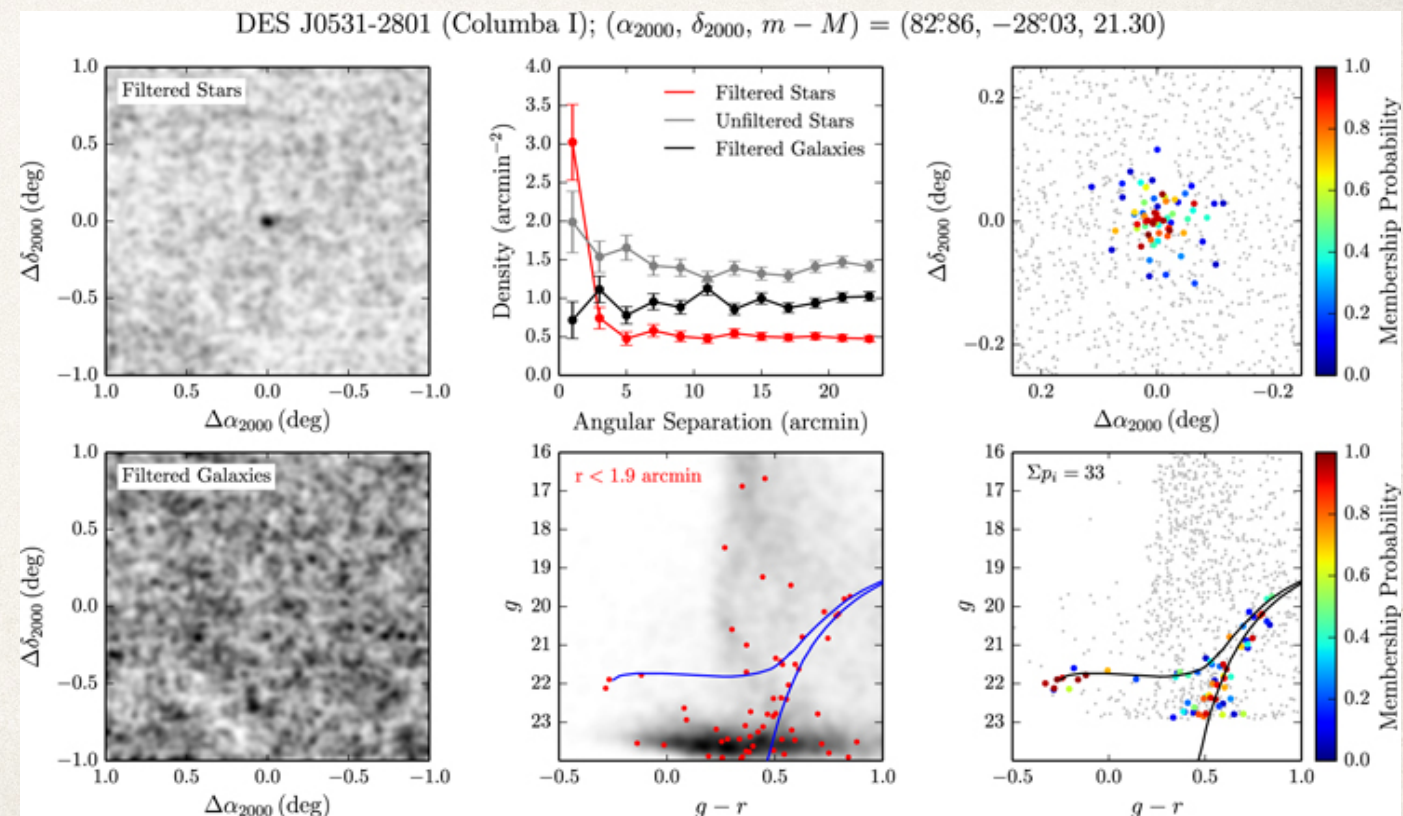 DES J0531-2801 (Columba I); (α2000, δ2000, m − M) = (82°.86, −28°.03, 21.30)
Filtered Stars
1.0
0.5
0.0
−0.5
−1.0
Δδ2000 (deg)
1.0 0.5 0.0 −0.5 −1.0
Δα2000 (deg)
Filtered Stars
Unfiltered Stars
Filtered Galaxies
4.0
3.5
3.0
2.5
2.0
1.5
1.0
0.5
0.0
Density (arcmin−2)
0 5 10 15 20
Angular Separation (arcmin)
0.2
0.0
−0.2
Δδ2000 (deg)
0.2 0.0 −0.2
Δα2000 (deg)
1.0
0.8
0.6
0.4
0.2
0.0
Membership Probability
Filtered Galaxies
1.0
0.5
0.0
−0.5
−1.0
Δδ2000 (deg)
1.0 0.5 0.0 −0.5 −1.0
Δα2000 (deg)
r < 1.9 arcmin
16
17
18
19
20
21
22
23
g
−0.5 0.0 0.5 1.0
g − r
Σpi = 33
16
17
18
19
20
21
22
23
g
−0.5 0.0 0.5 1.0
g − r
1.0
0.8
0.6
0.4
0.2
0.0
Membership Probability